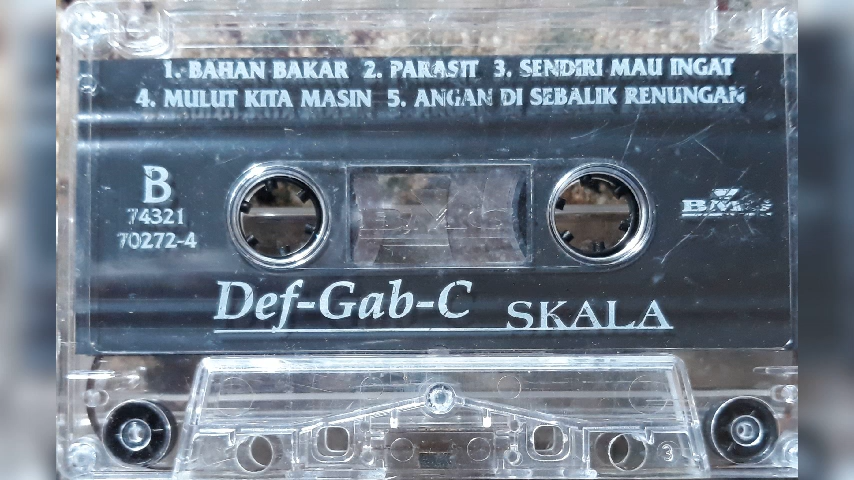 1. BAHAN BAKAR 2. PARASIT 3. SENDIRI MAU INGAT
4. MULUT KITA MASIN 5. ANGAN DI SEBALIK RENUNGAN
B
74321
70272-4
BMG
Def-Gab-C SKALA
3